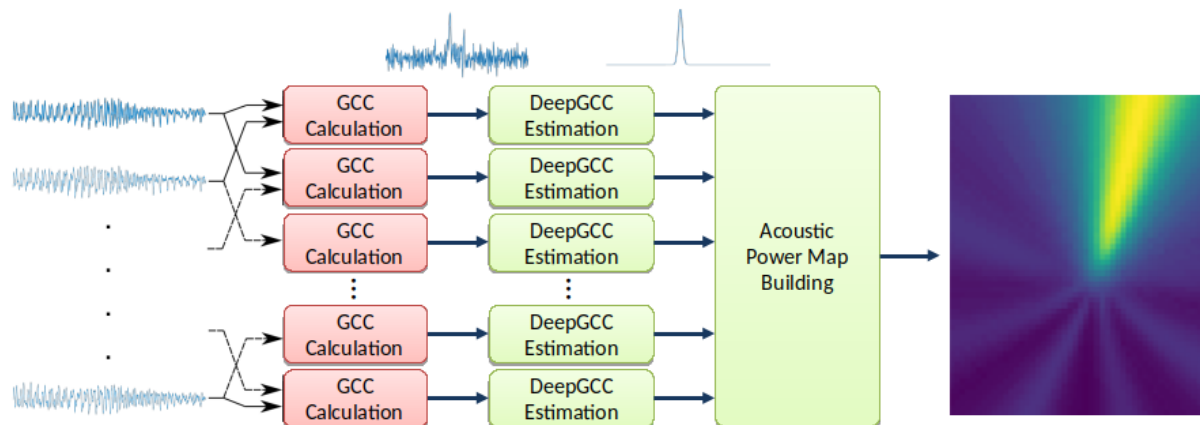 GCC
Calculation
DeepGCC
Estimation
GCC
Calculation
DeepGCC
Estimation
GCC
Calculation
DeepGCC
Estimation
GCC
Calculation
DeepGCC
Estimation
GCC
Calculation
DeepGCC
Estimation
Acoustic
Power Map
Building